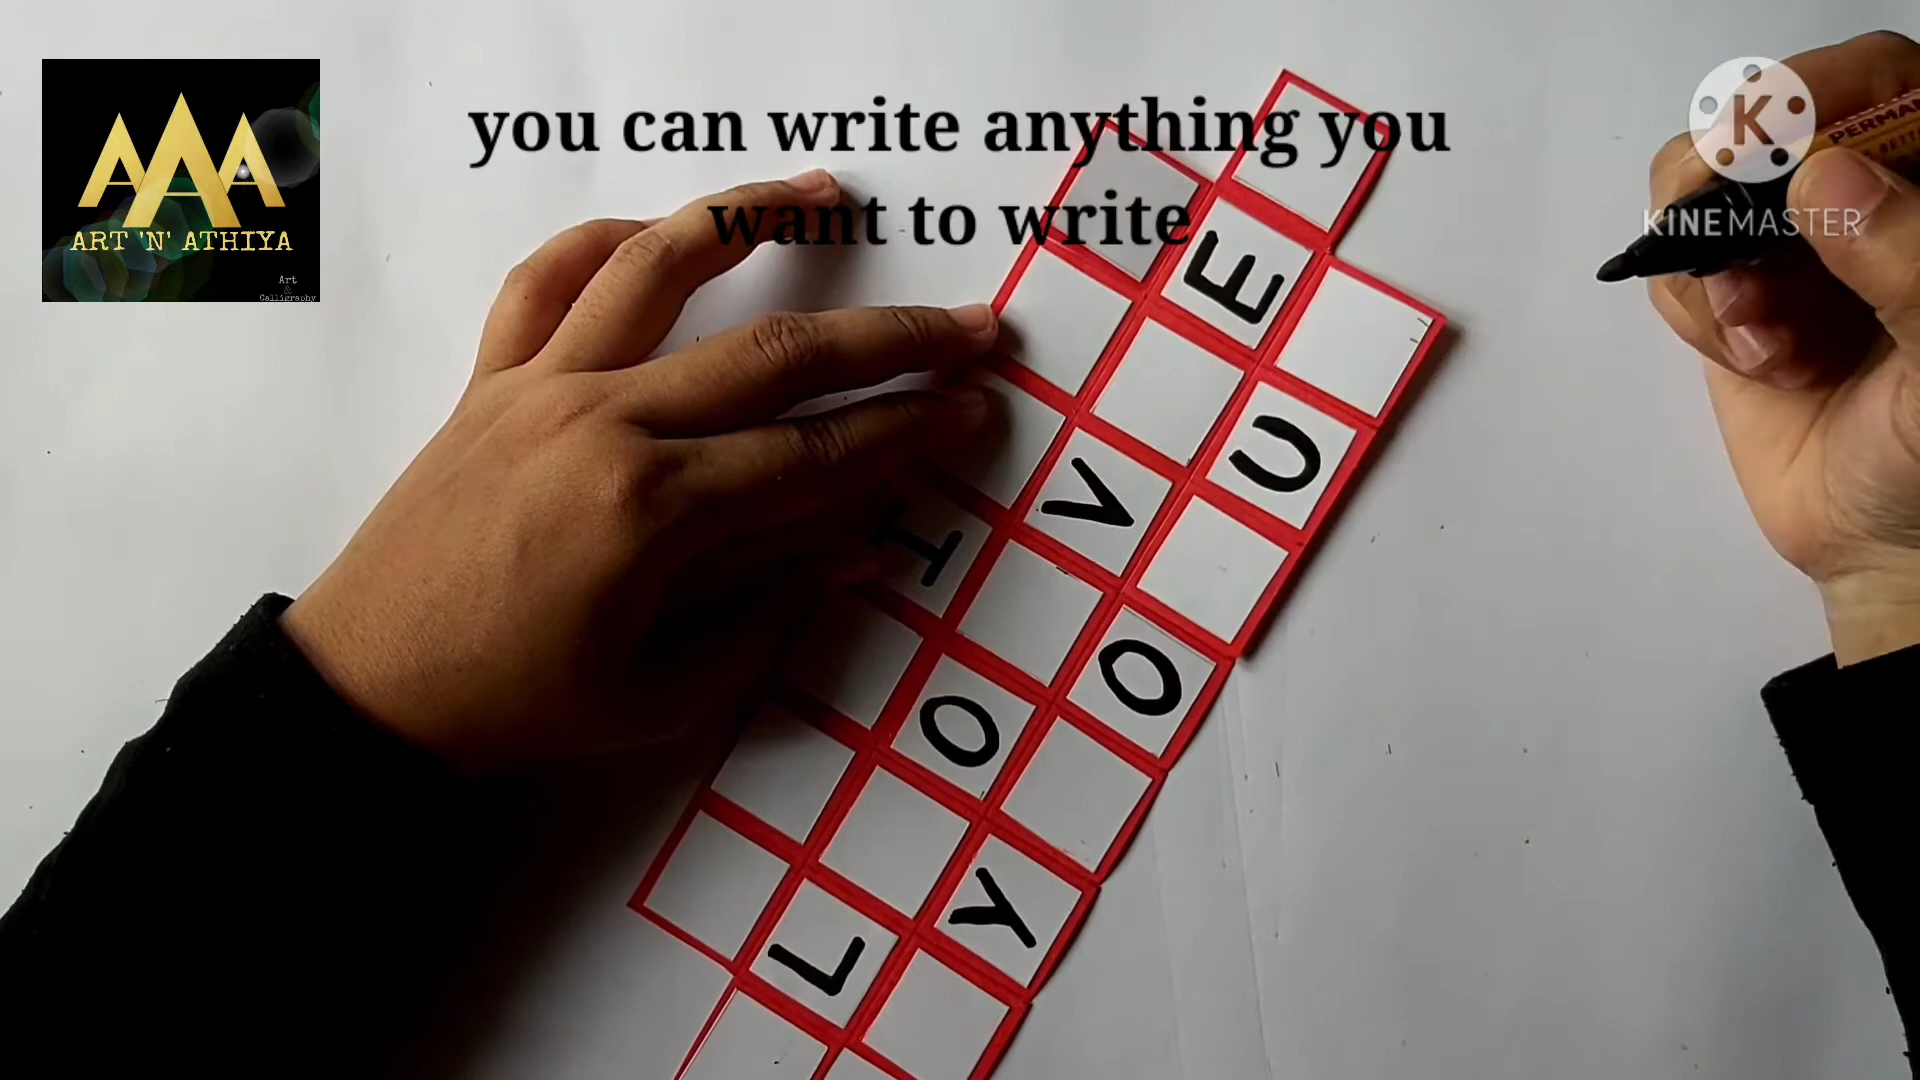 you can write anything you
want to write
AAA
ART 'N' ATHIYA
Art
&
Calligraphy
K
KINEMASTER
PERMA
I
L O V E
Y O U